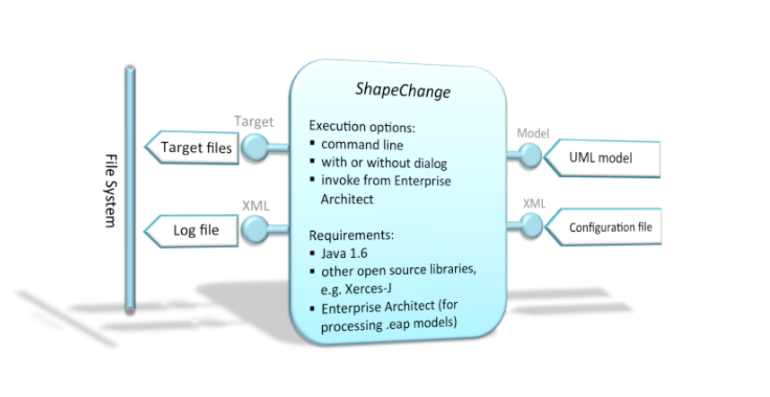 File System
Target
Target files
XML
Log file
ShapeChange
Execution options:
▪ command line
▪ with or without dialog
▪ invoke from Enterprise
Architect
Requirements:
▪ Java 1.6
▪ other open source libraries,
e.g. Xerces-J
▪ Enterprise Architect (for
processing .eap models)
Model
UML model
XML
Configuration file